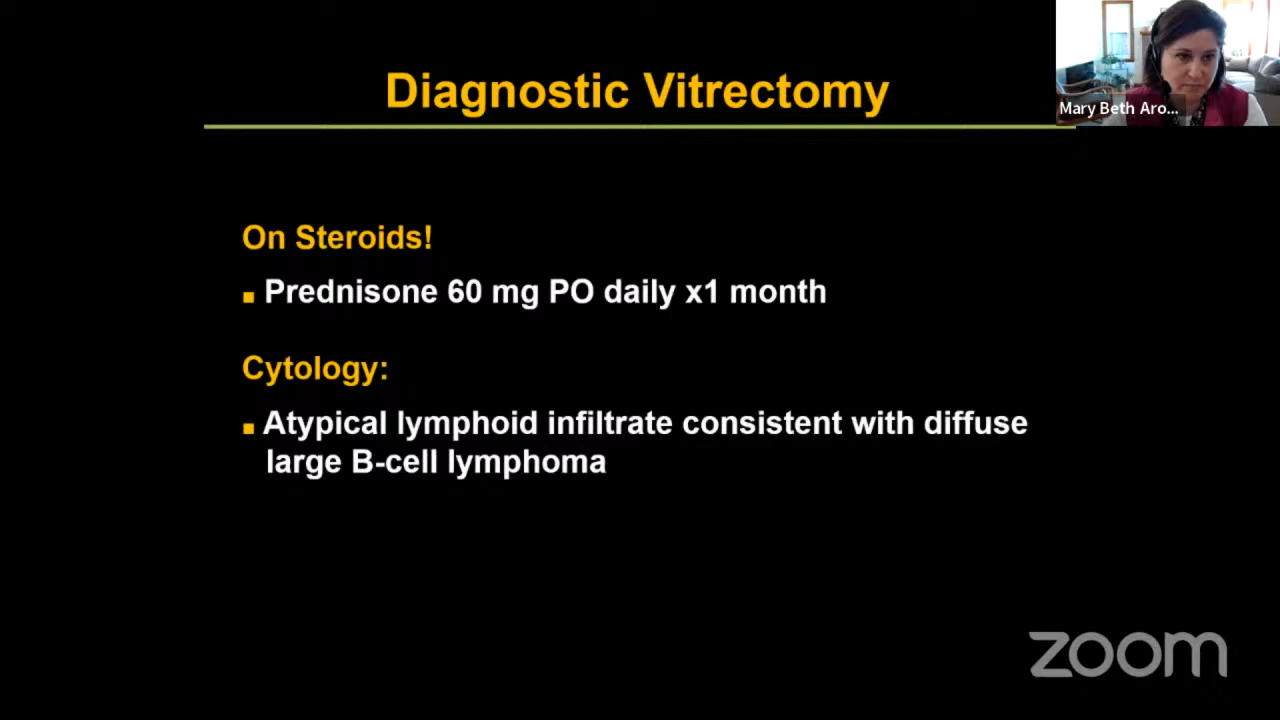 Diagnostic Vitrectomy
Mary Beth Aro...
On Steroids!
■ Prednisone 60 mg PO daily x1 month
Cytology:
■ Atypical lymphoid infiltrate consistent with diffuse
large B-cell lymphoma
zoom